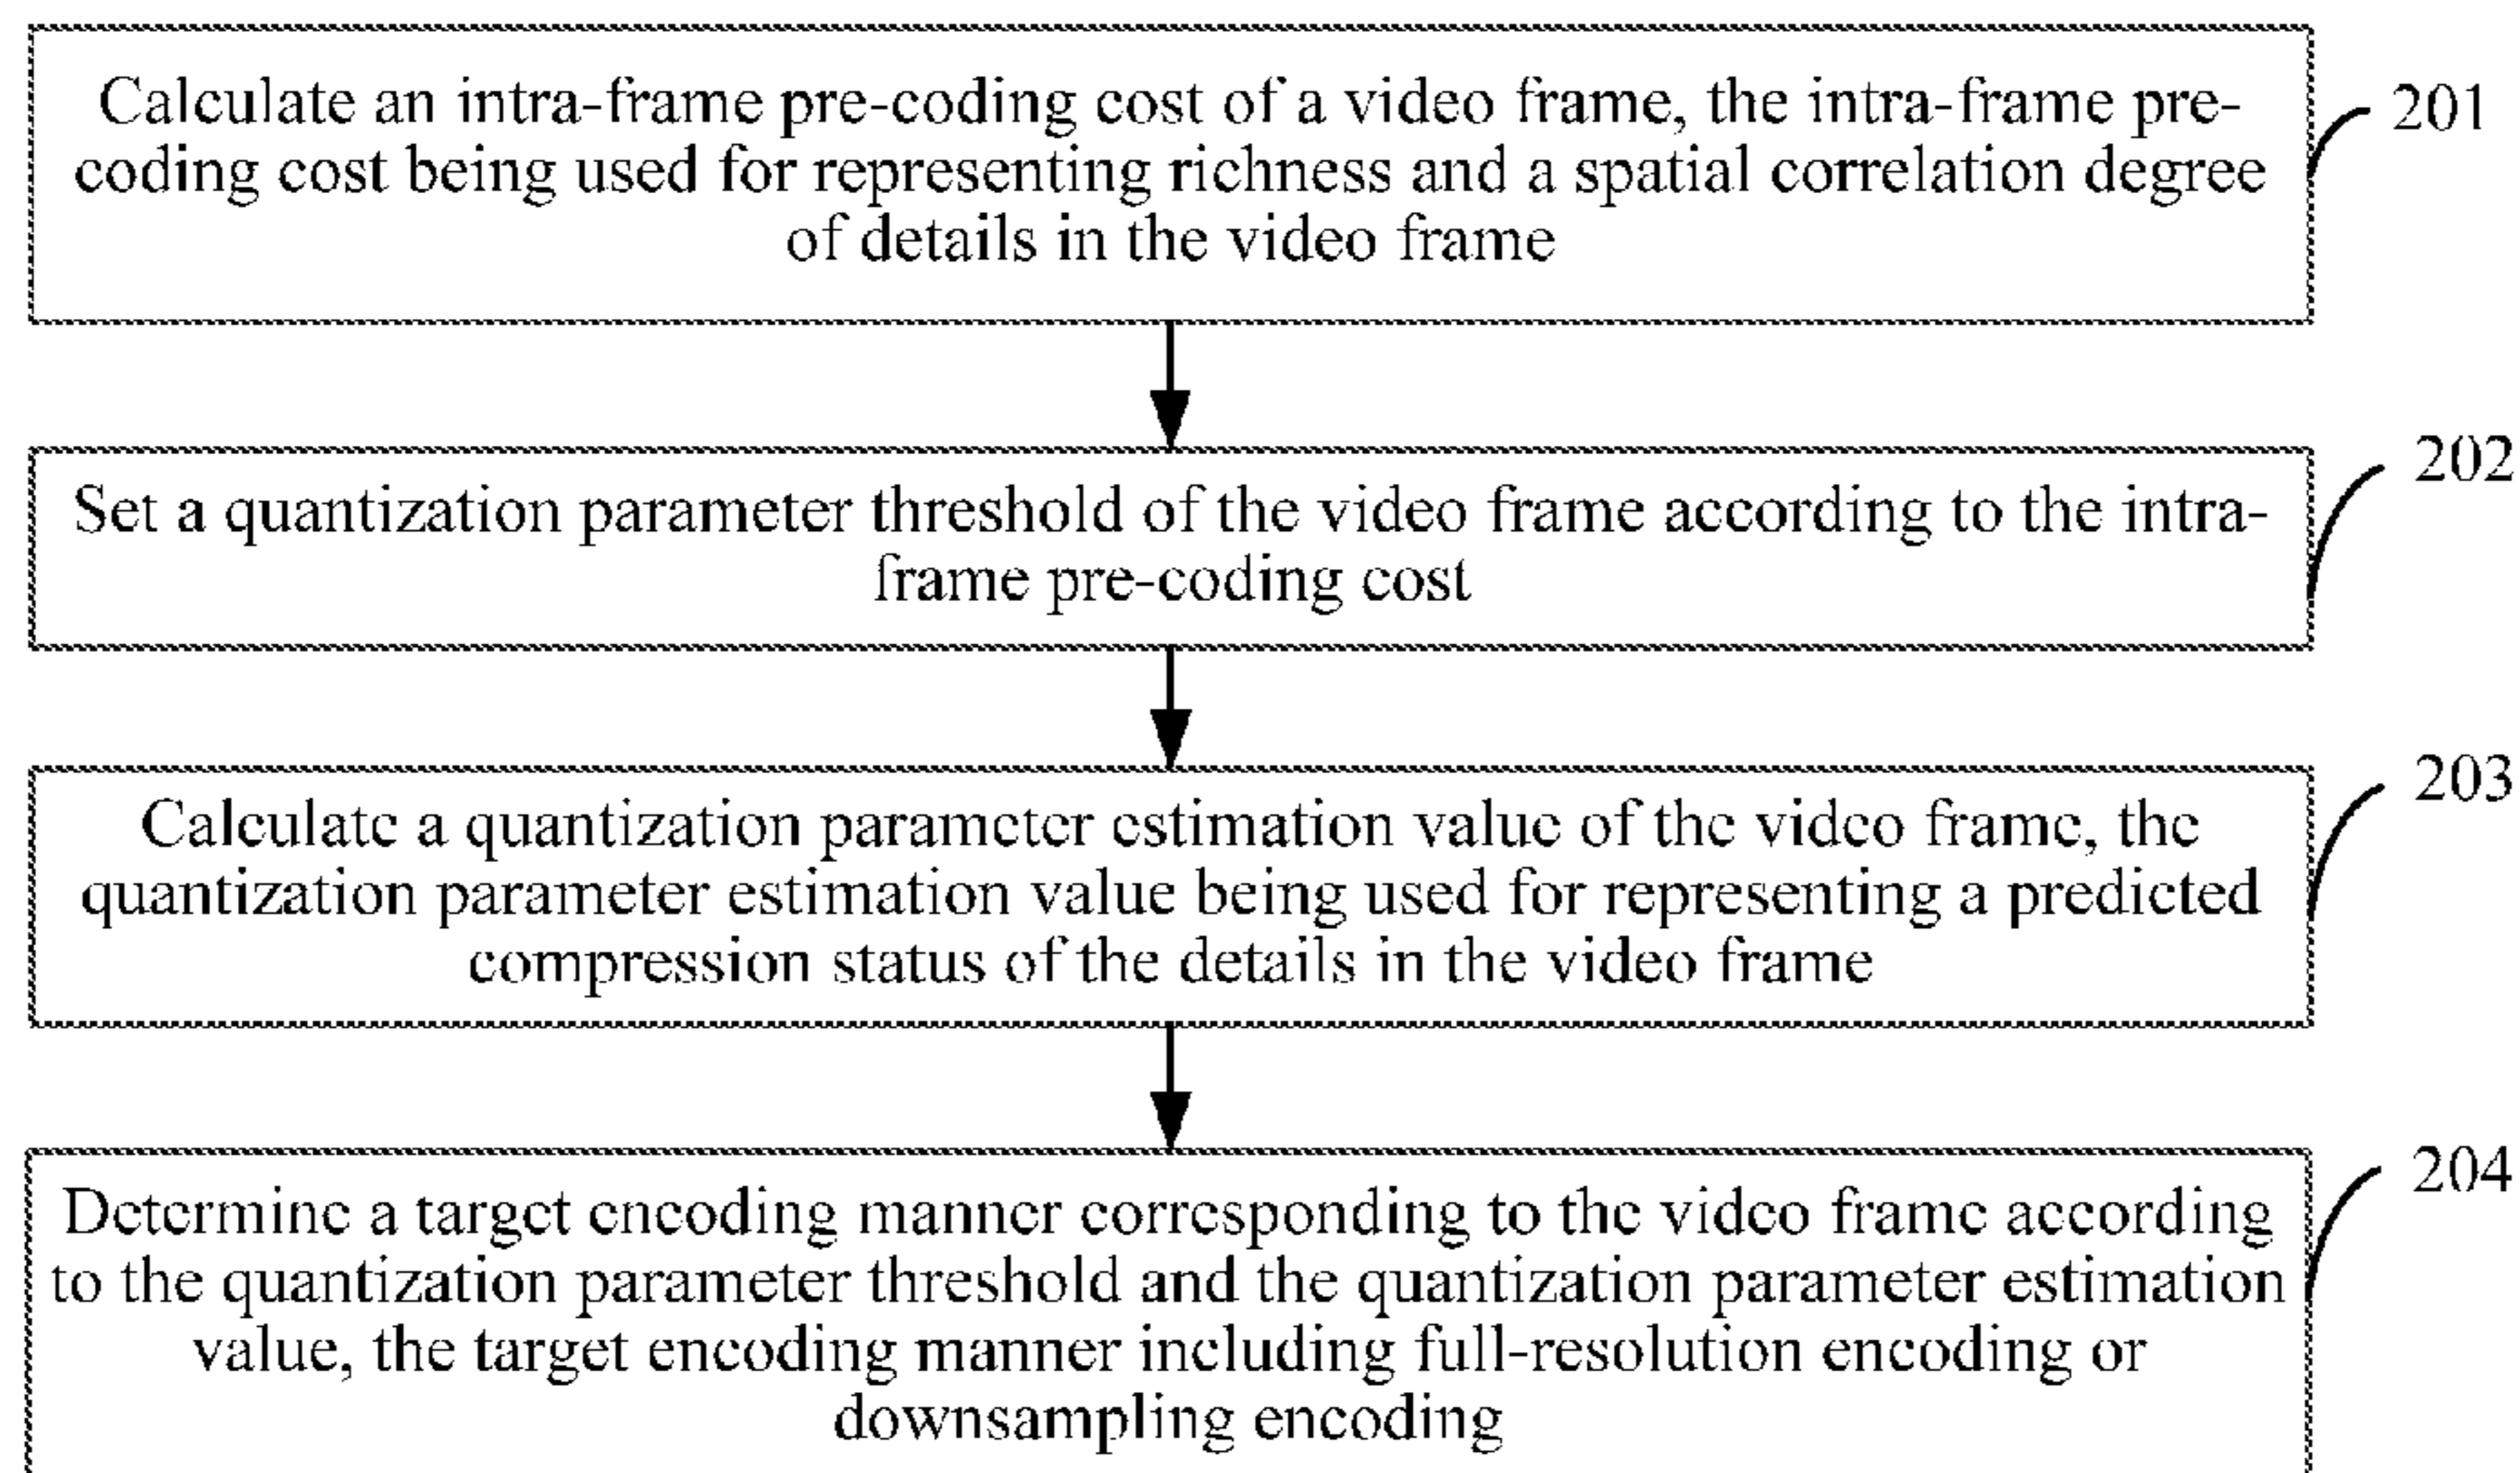 Calculate an intra-frame pre-coding cost of a video frame, the intra-frame pre-
coding cost being used for representing richness and a spatial correlation degree
of details in the video frame
201
Set a quantization parameter threshold of the video frame according to the intra-
frame pre-coding cost
202
Calculate a quantization parameter estimation value of the video frame, the
quantization parameter estimation value being used for representing a predicted
compression status of the details in the video frame
203
Determine a target encoding manner corresponding to the video frame according
to the quantization parameter threshold and the quantization parameter estimation
value, the target encoding manner including full-resolution encoding or
downsampling encoding
204